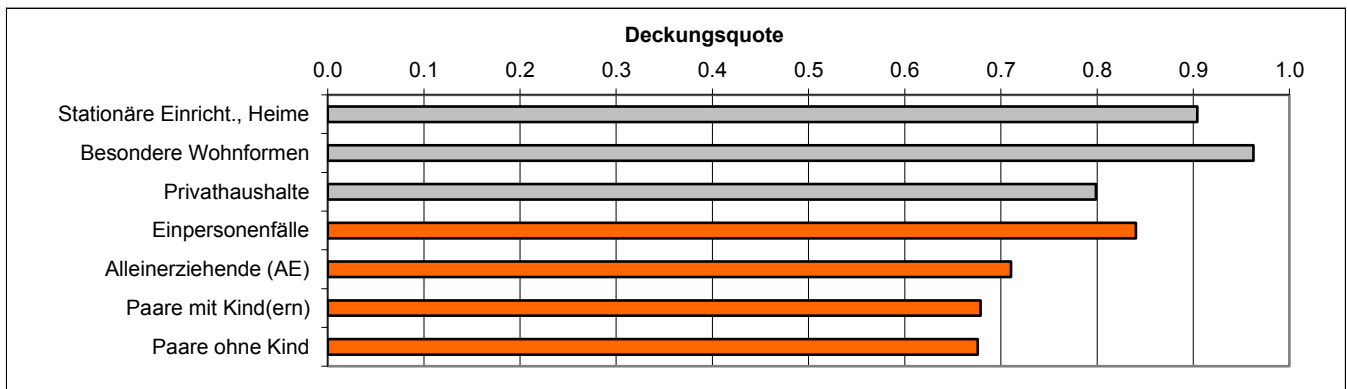 Deckungsquote
0.0 0.1 0.2 0.3 0.4 0.5 0.6 0.7 0.8 0.9 1.0
Stationäre Einricht., Heime
Besondere Wohnformen
Privathaushalte
Einpersonenfälle
Alleinerziehende (AE)
Paare mit Kind(ern)
Paare ohne Kind